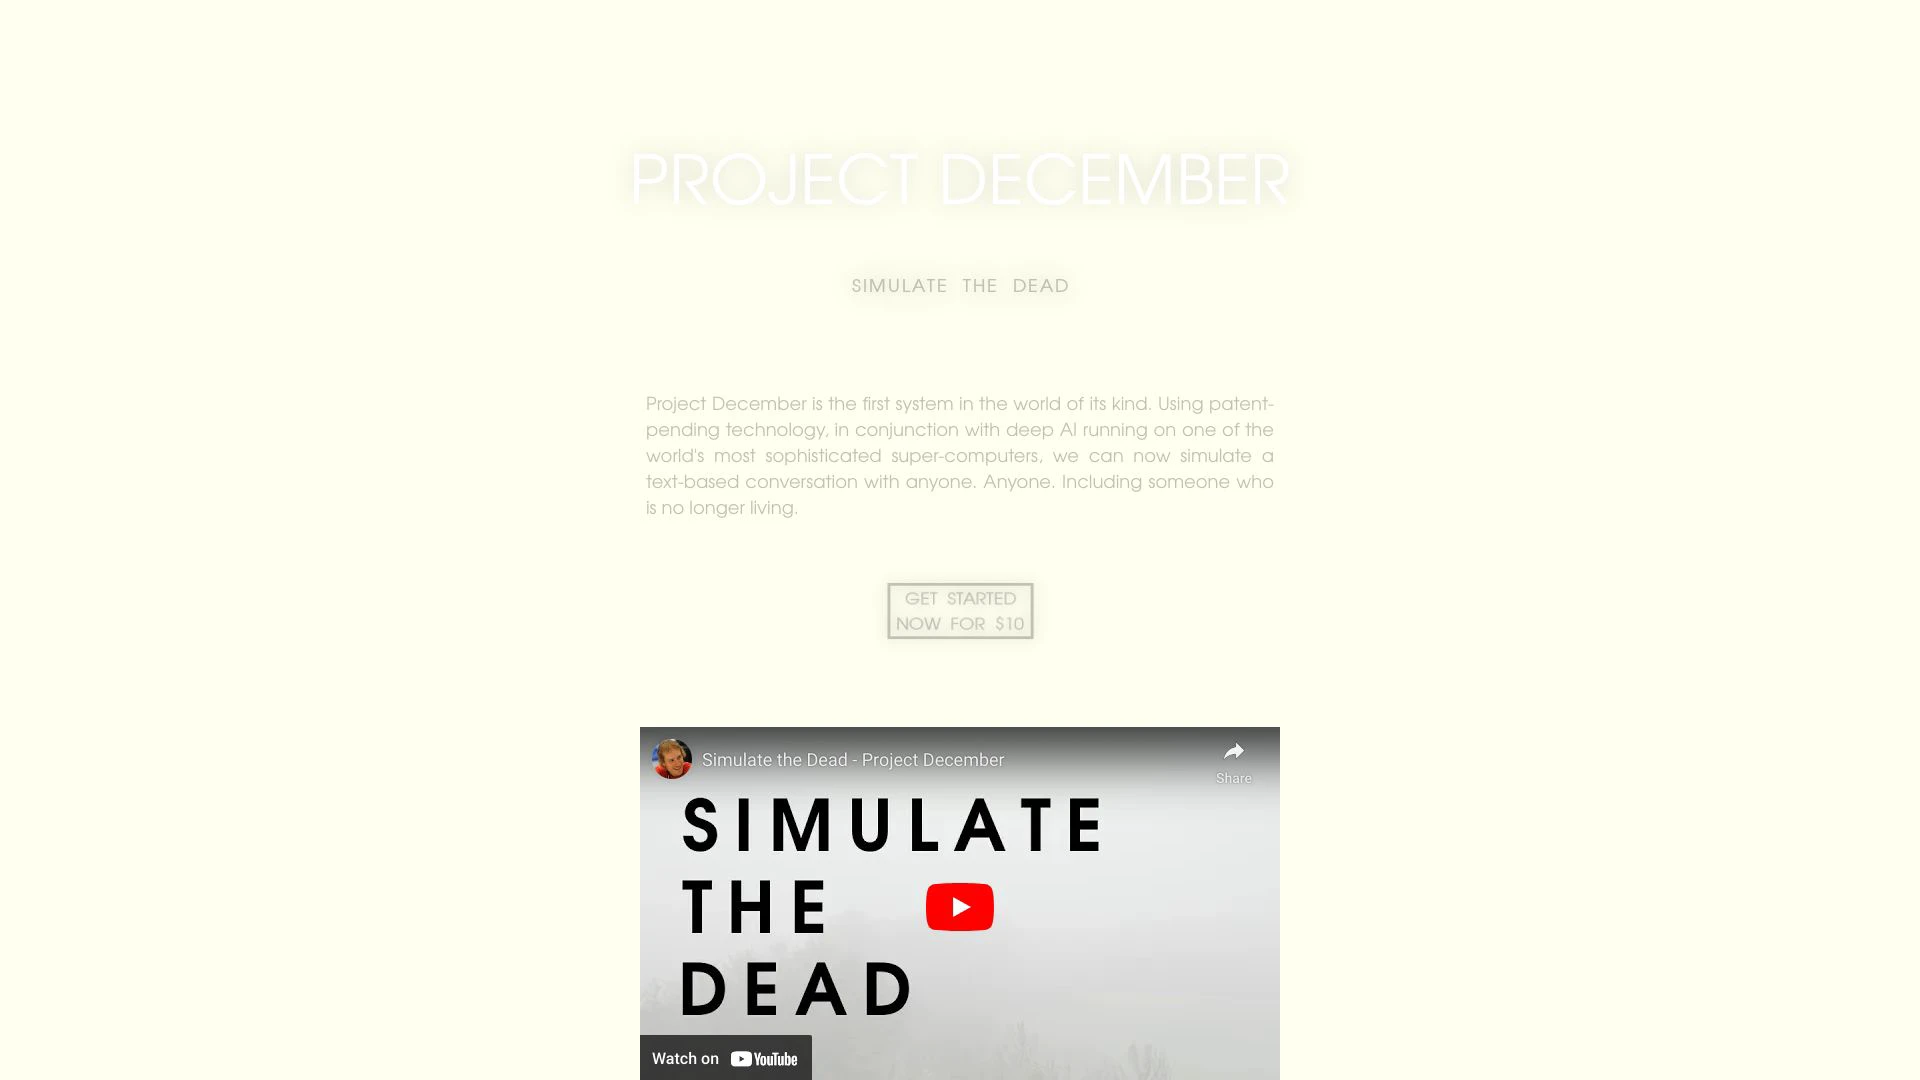 PROJECT DECEMBER
SIMULATE THE DEAD
Project December is the first system in the world of its kind. Using patent-
pending technology, in conjunction with deep AI running on one of the
world's most sophisticated super-computers, we can now simulate a
text-based conversation with anyone. Anyone. Including someone who
is no longer living.
GET STARTED
NOW FOR $10
Simulate the Dead - Project December
Share
SIMULATE
THE
DEAD
Watch on YouTube